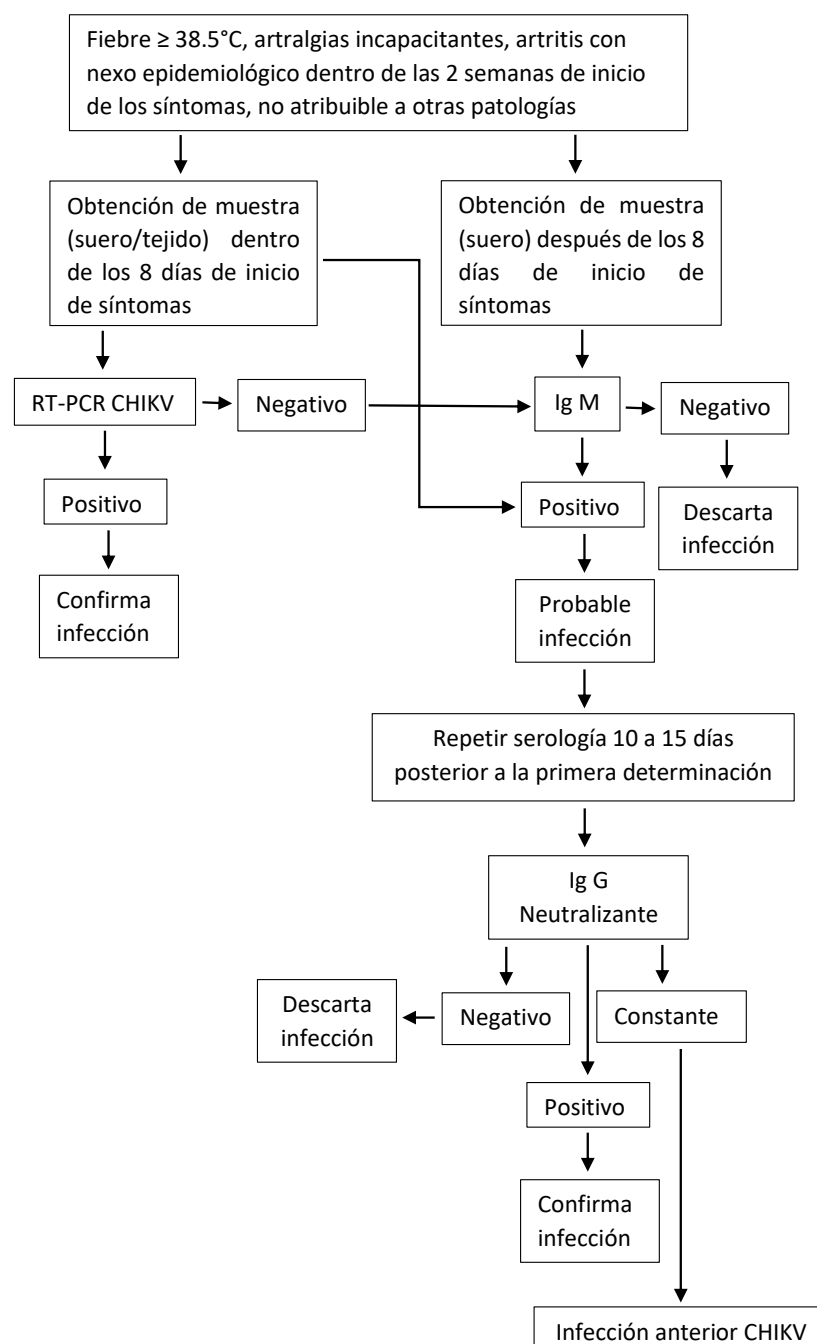 Fiebre ≥ 38.5°C, artralgias incapacitantes, artritis con
nexo epidemiológico dentro de las 2 semanas de inicio
de los síntomas, no atribuible a otras patologías
Obtención de muestra
(suero/tejido) dentro
de los 8 días de inicio
de síntomas
Obtención de muestra
(suero) después de los 8
días de inicio de
síntomas
RT-PCR CHIKV
Negativo
Ig M
Negativo
Positivo
Positivo
Descarta
infección
Confirma
infección
Probable
infección
Repetir serología 10 a 15 días
posterior a la primera determinación
Ig G
Neutralizante
Descarta
infección
Negativo
Constante
Positivo
Confirma
infección
Infección anterior CHIKV